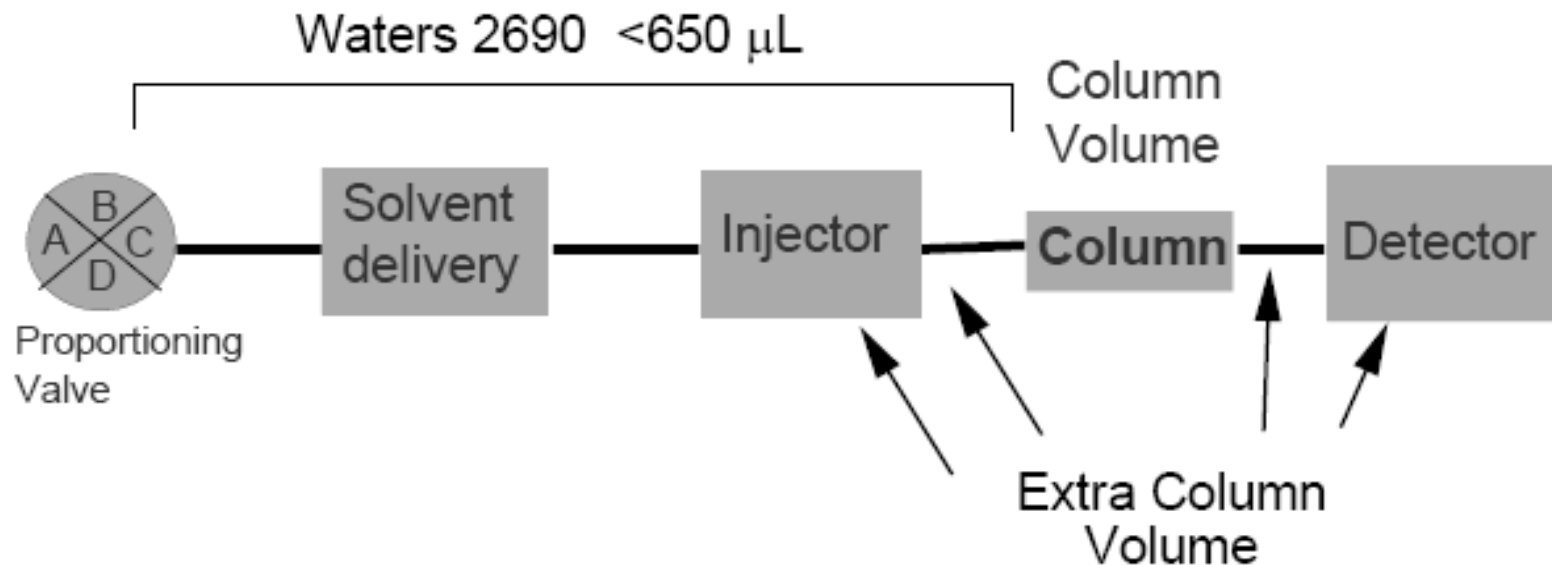 Waters 2690 <650 μL
Column
Volume
B
A C
D
Solvent
delivery
Injector
Column
Detector
Proportioning
Valve
Extra Column
Volume